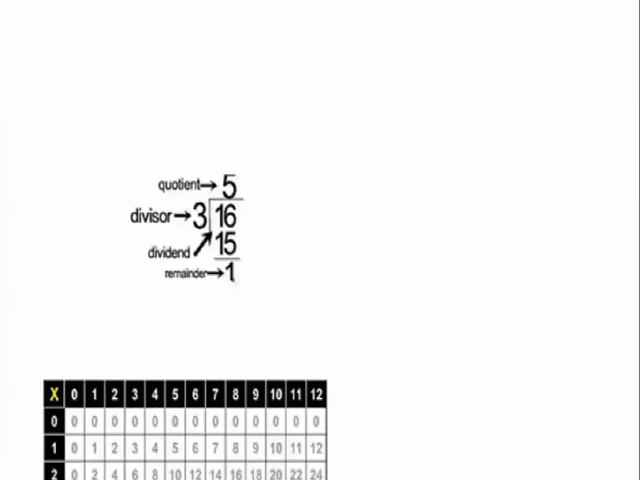 quotient→ 5
divisor→ 3 16
15
dividend
remainder→ 1
X 0 1 2 3 4 5 6 7 8 9 10 11 12
0 0 0 0 0 0 0 0 0 0 0 0 0 0
1 0 1 2 3 4 5 6 7 8 9 10 11 12
2 0 2 4 6 8 10 12 14 16 18 20 22 24